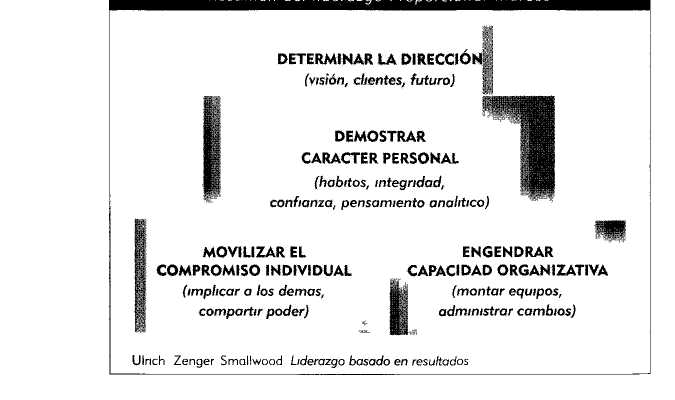 DETERMINAR LA DIRECCIÓN
(visión, clientes, futuro)
DEMOSTRAR
CARACTER PERSONAL
(habitos, integridad,
confianza, pensamiento analitico)
MOVILIZAR EL
COMPROMISO INDIVIDUAL
(implicar a los demas,
compartir poder)
ENGENDRAR
CAPACIDAD ORGANIZATIVA
(montar equipos,
administrar cambios)
Ulrich Zenger Smallwood Liderazgo basado en resultados